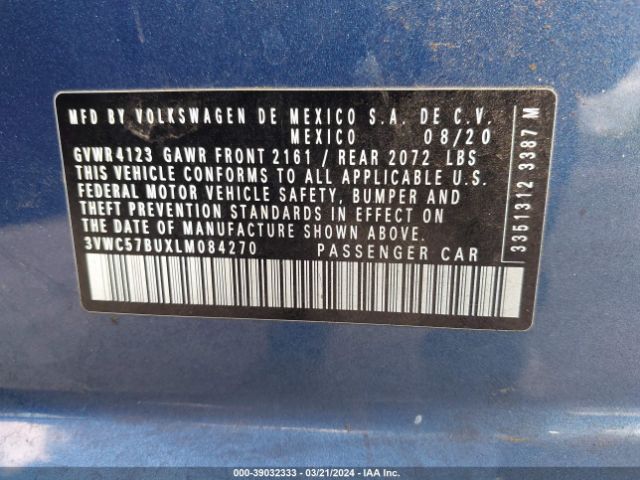 MFD BY VOLKSWAGEN DE MEXICO S.A. DE C.V.
MEXICO 08/20
GVWR4123 GAWR FRONT 2161 / REAR 2072 LBS
THIS VEHICLE CONFORMS TO ALL APPLICABLE U.S.
FEDERAL MOTOR VEHICLE SAFETY, BUMPER AND
THEFT PREVENTION STANDARDS IN EFFECT ON
THE DATE OF MANUFACTURE SHOWN ABOVE.
3VWC57BUXLM084270 PASSENGER CAR
3351312 3387 M
000-39032333 / 03/21/2024 / IAA Inc.